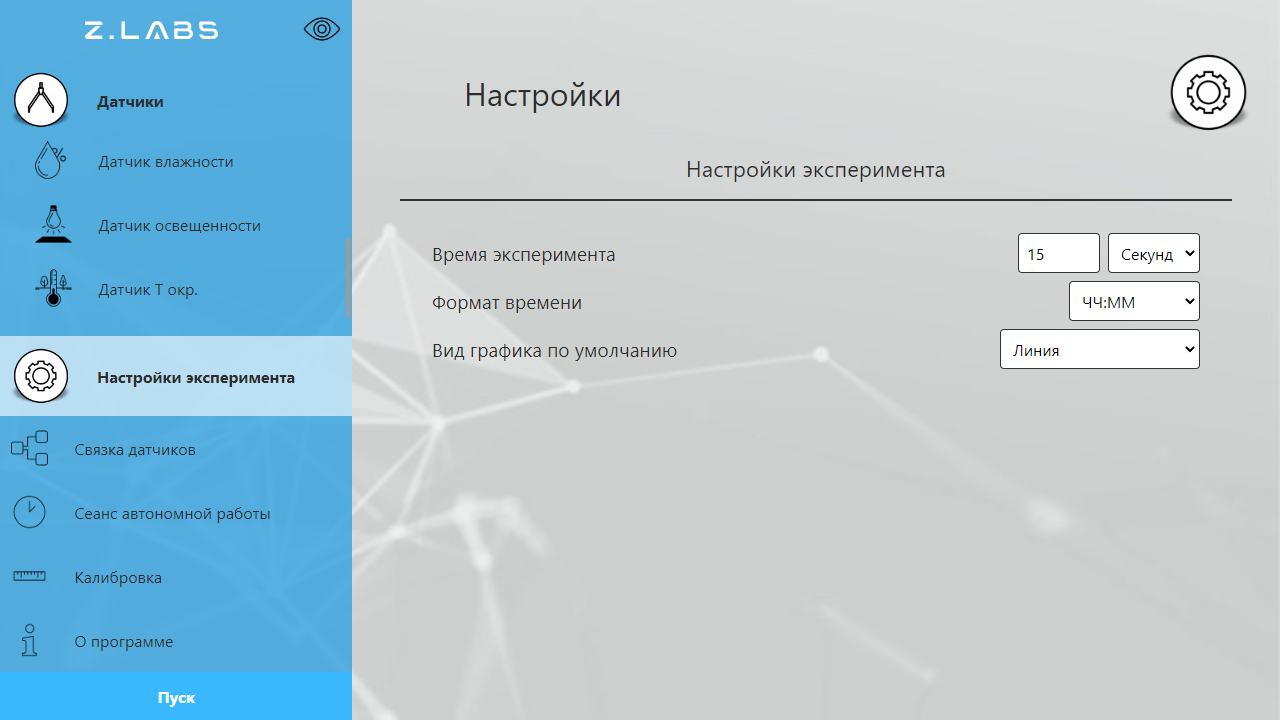 Z.LABS
Датчики
Датчик влажности
Датчик освещенности
Датчик Т окр.
Настройки эксперимента
Связка датчиков
Сеанс автономной работы
Калибровка
О программе
Пуск
Настройки
Настройки эксперимента
Время эксперимента 15 Секунд
Формат времени ЧЧ:ММ
Вид графика по умолчанию Линия